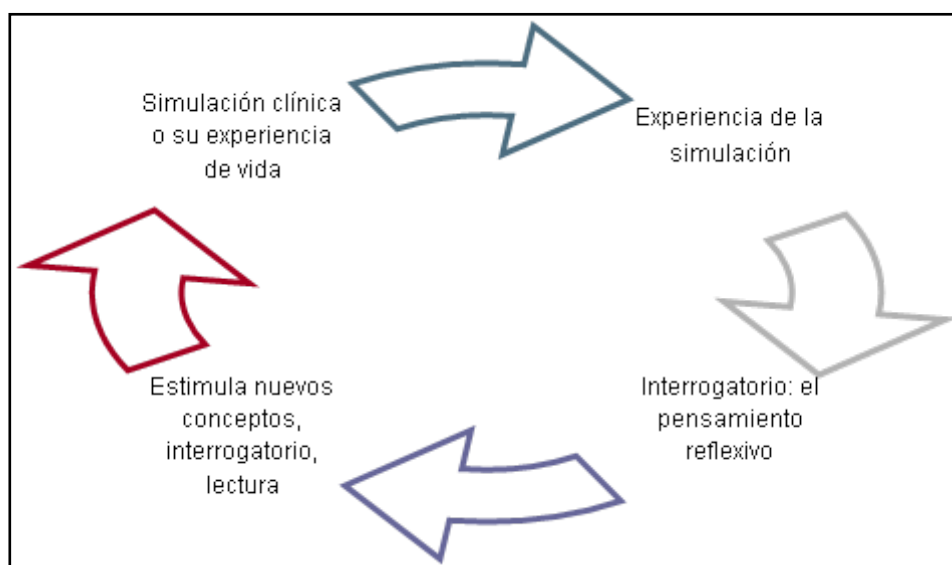 Simulación clínica
o su experiencia
de vida
Experiencia de la
simulación
Interrogatorio: el
pensamiento
reflexivo
Estimula nuevos
conceptos,
interrogatorio,
lectura